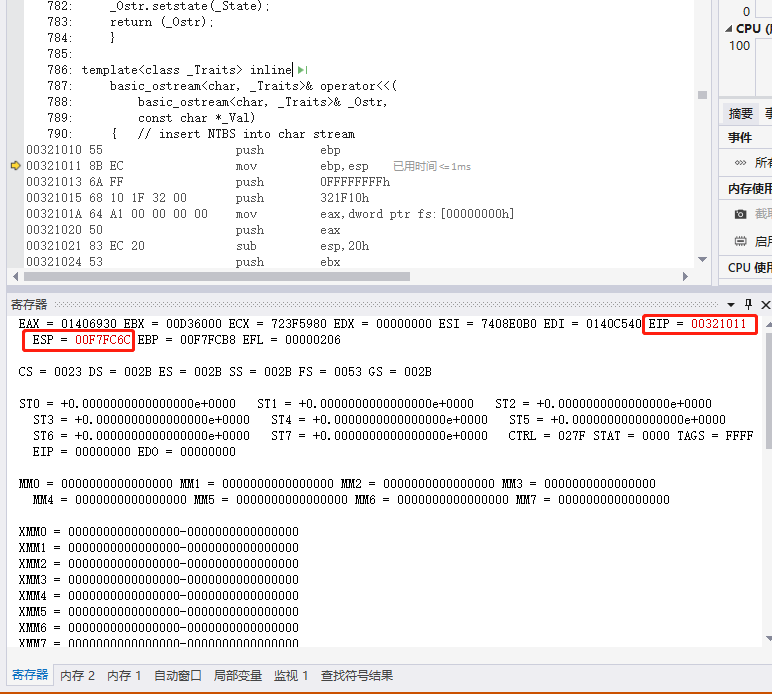 782:     _Ostr.setstate(_State);
783:     return (_Ostr);
784:     }
785:
786: template<class _Traits> inline
787:     basic_ostream<char, _Traits>& operator<<(
788:         basic_ostream<char, _Traits>& _Ostr,
789:         const char *_Val)
790:     {   // insert NTBS into char stream
00321010 55                   push        ebp
00321011 8B EC                mov         ebp,esp 已用时间 <= 1ms
00321013 6A FF                push        0FFFFFFFFh
00321015 68 10 1F 32 00       push        321F10h
0032101A 64 A1 00 00 00 00    mov         eax,dword ptr fs:[00000000h]
00321020 50                   push        eax
00321021 83 EC 20             sub         esp,20h
00321024 53                   push        ebx
0
CPU (
100
摘要
事件
所有
内存使用
启用
CPU 使用
寄存器
EAX = 01406930 EBX = 00D36000 ECX = 723F5980 EDX = 00000000 ESI = 7408E0B0 EDI = 0140C540 EIP = 00321011
ESP = 00F7FC6C EBP = 00F7FCB8 EFL = 00000206
CS = 0023 DS = 002B ES = 002B SS = 002B FS = 0053 GS = 002B
ST0 = +0.0000000000000000e+0000   ST1 = +0.0000000000000000e+0000   ST2 = +0.0000000000000000e+0000
ST3 = +0.0000000000000000e+0000   ST4 = +0.0000000000000000e+0000   ST5 = +0.0000000000000000e+0000
ST6 = +0.0000000000000000e+0000   ST7 = +0.0000000000000000e+0000   CTRL = 027F STAT = 0000 TAGS = FFFF
EIP = 00000000 EDO = 00000000
MM0 = 0000000000000000 MM1 = 0000000000000000 MM2 = 0000000000000000 MM3 = 0000000000000000
MM4 = 0000000000000000 MM5 = 0000000000000000 MM6 = 0000000000000000 MM7 = 0000000000000000
XMM0 = 0000000000000000-0000000000000000
XMM1 = 0000000000000000-0000000000000000
XMM2 = 0000000000000000-0000000000000000
XMM3 = 0000000000000000-0000000000000000
XMM4 = 0000000000000000-0000000000000000
XMM5 = 0000000000000000-0000000000000000
XMM6 = 0000000000000000-0000000000000000
XMM7 = 0000000000000000-0000000000000000
寄存器 内存 2 内存 1 自动窗口 局部变量 监视 1 查找符号结果